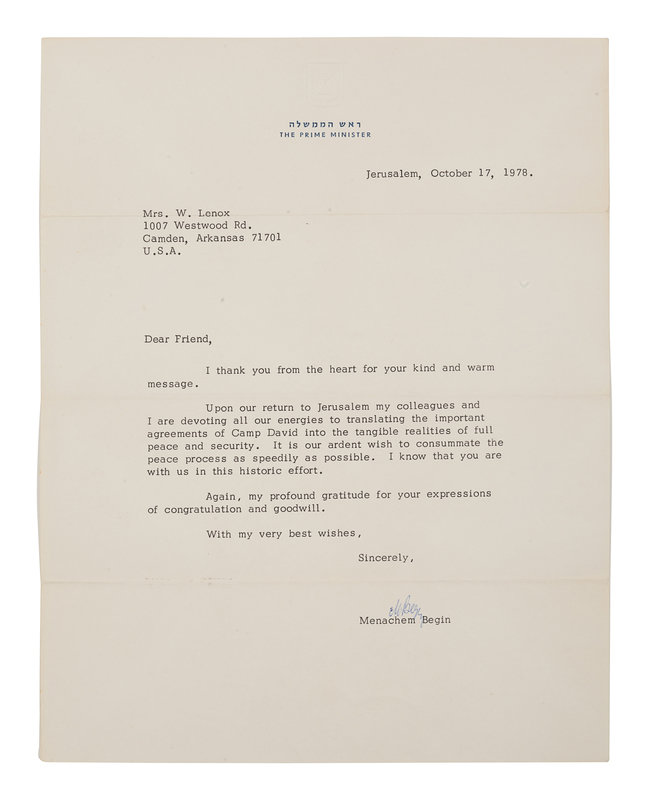 ראש הממשלה
THE PRIME MINISTER
Jerusalem, October 17, 1978.
Mrs. W. Lenox
1007 Westwood Rd.
Camden, Arkansas 71701
U.S.A.
Dear Friend,
I thank you from the heart for your kind and warm
message.
Upon our return to Jerusalem my colleagues and
I are devoting all our energies to translating the important
agreements of Camp David into the tangible realities of full
peace and security. It is our ardent wish to consummate the
peace process as speedily as possible. I know that you are
with us in this historic effort.
Again, my profound gratitude for your expressions
of congratulation and goodwill.
With my very best wishes,
Sincerely,
Menachem Begin